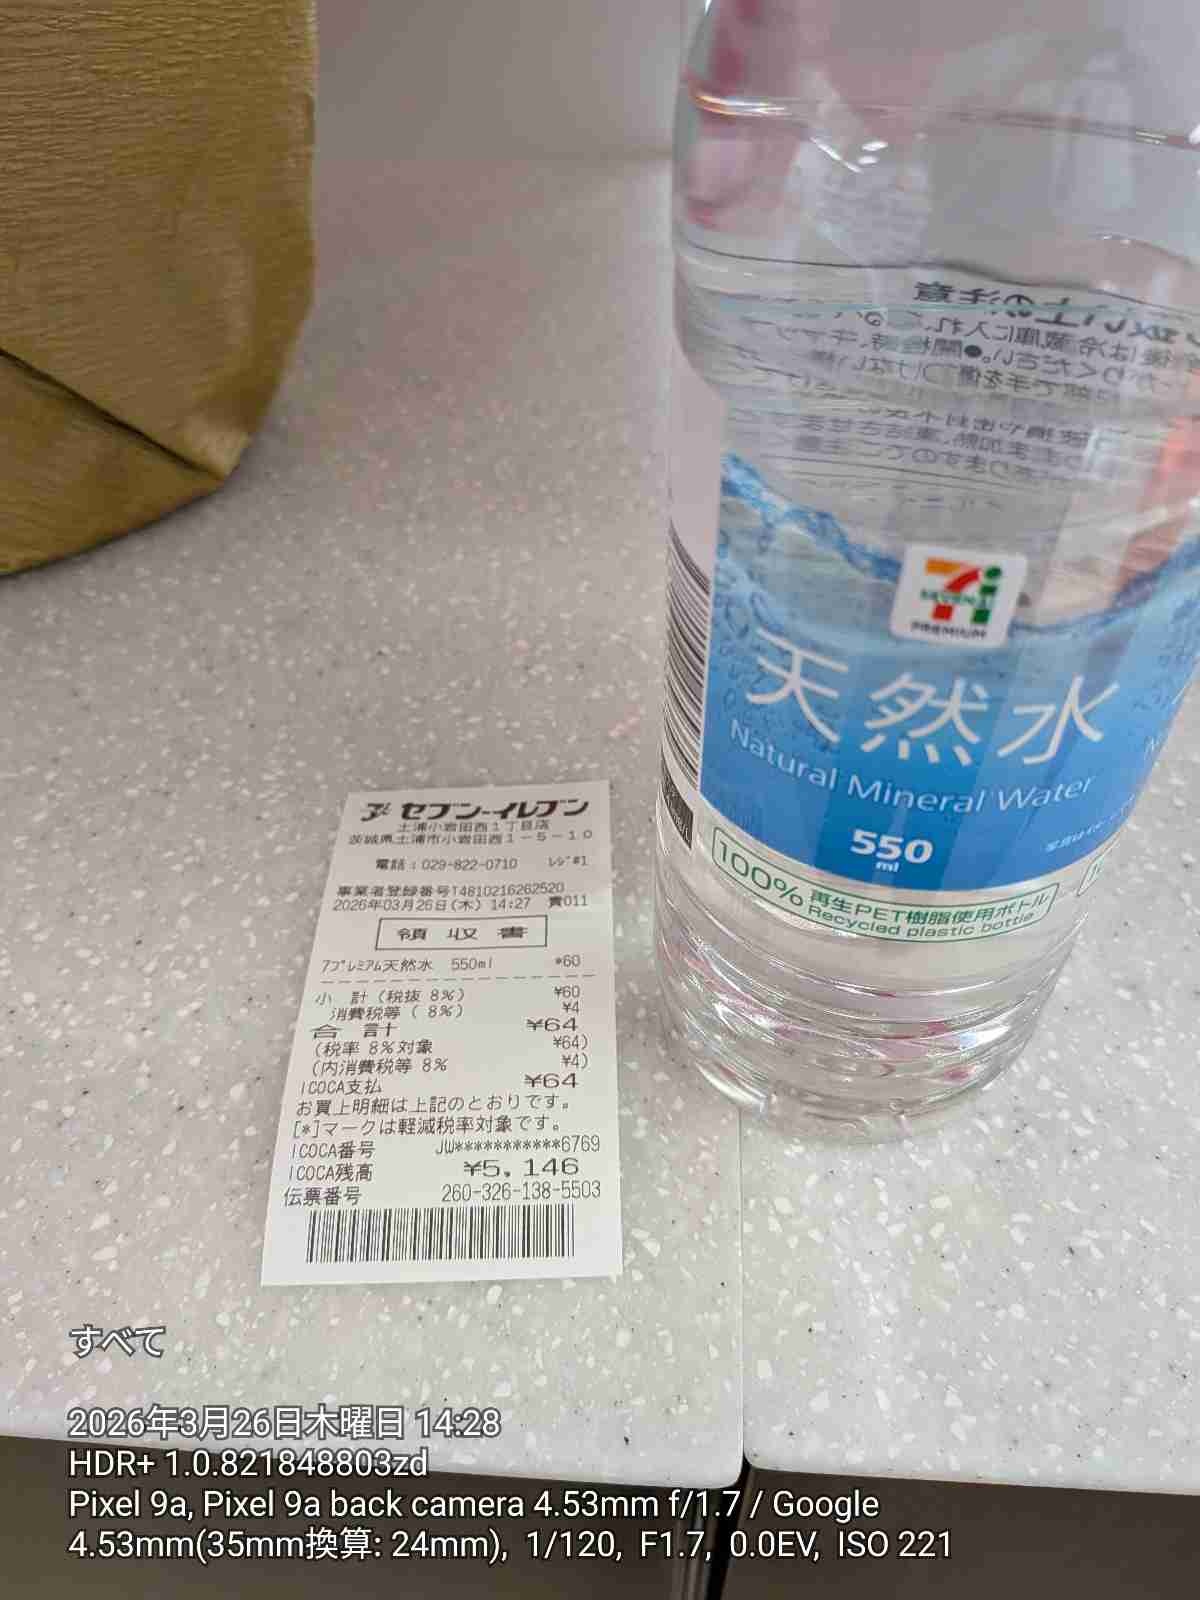 取扱い上の注意
7-ELEVEN
PREMIUM
天然水
Natural Mineral Water
550
ml
100% 再生PET樹脂使用ボトル
Recycled plastic bottle
セブン-イレブン
土浦小岩田西1丁目店
茨城県土浦市小岩田西1-5-10
電話:029-822-0710 レジ#1
事業者登録番号T4810216262520
2026年03月26日(木) 14:27 責011
領収書
7プレミアム天然水 550ml *60
小 計(税抜 8%) ¥60
消費税等( 8%) ¥4
合 計 ¥64
(税率 8%対象 ¥64)
(内消費税等 8% ¥4)
ICOCA支払 ¥64
お買上明細は上記のとおりです。
[*]マークは軽減税率対象です。
ICOCA番号 JW***********6769
ICOCA残高 ¥5,146
伝票番号 260-326-138-5503
すべて
2026年3月26日木曜日 14:28
HDR+ 1.0.821848803zd
Pixel 9a, Pixel 9a back camera 4.53mm f/1.7 / Google
4.53mm(35mm換算: 24mm), 1/120, F1.7, 0.0EV, ISO 221